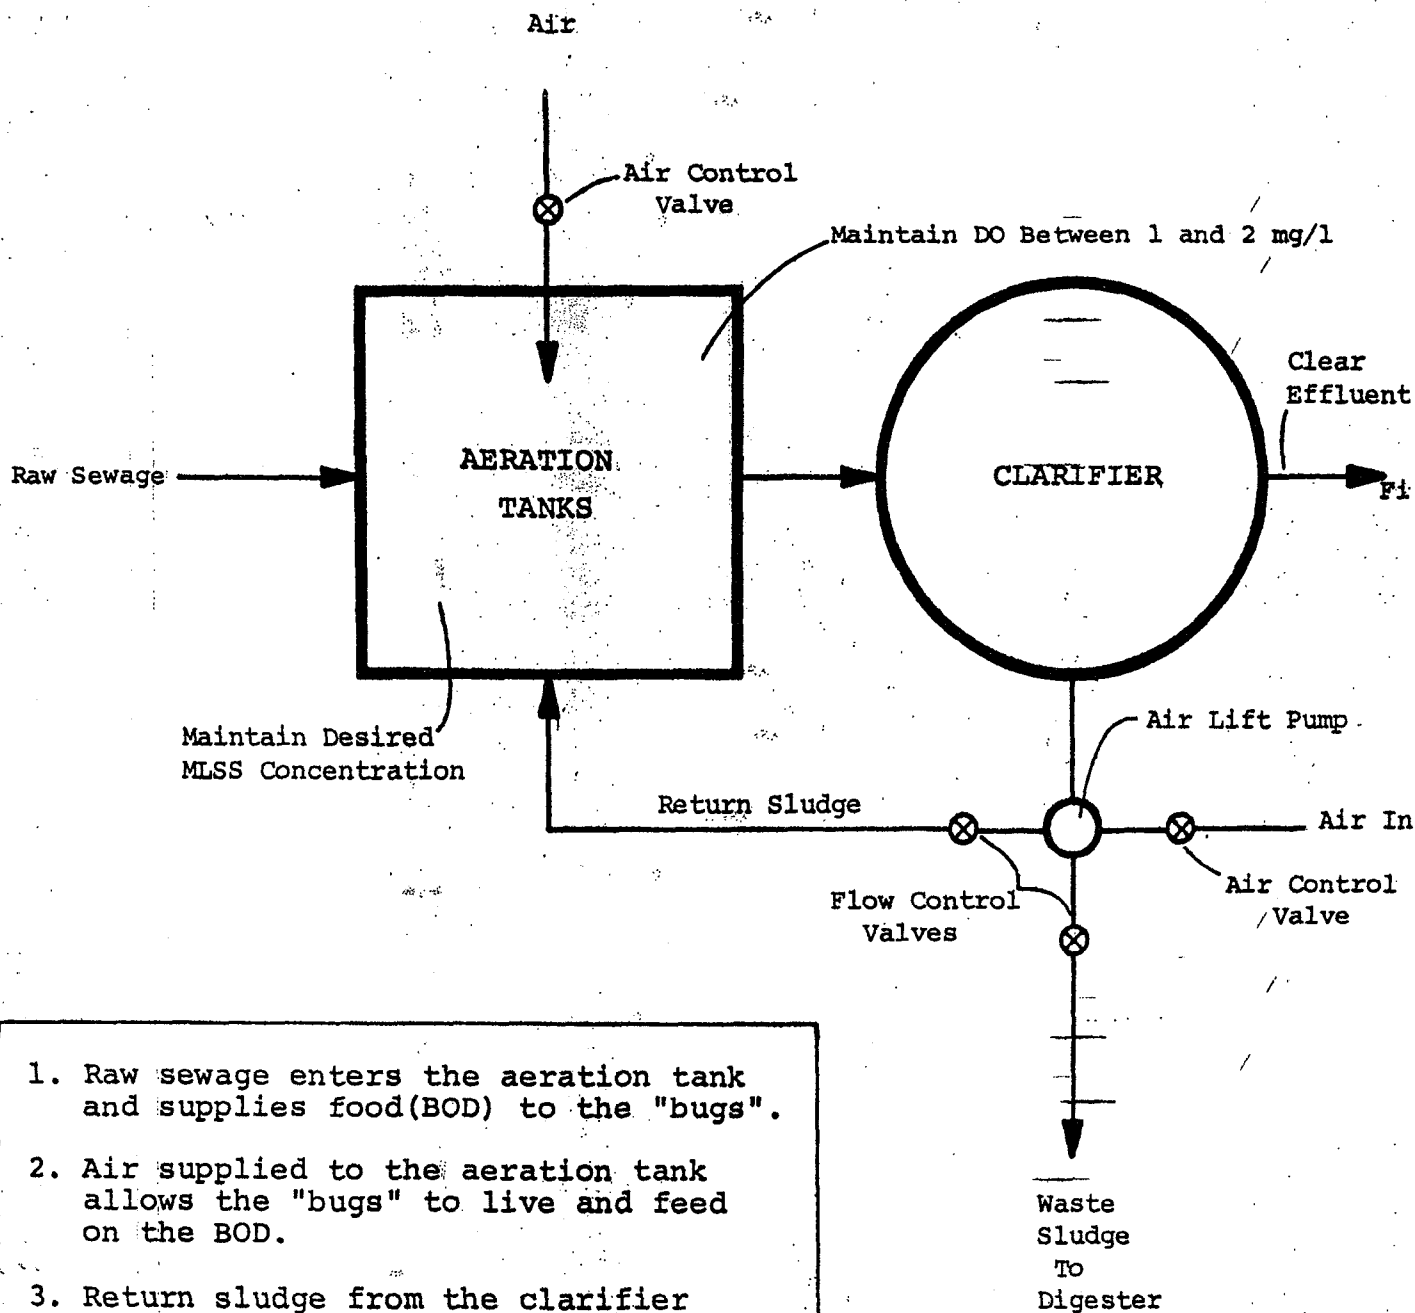 Air
Air Control
Valve
Maintain DO Between 1 and 2 mg/l
Clear
Effluent
Raw Sewage
AERATION
TANKS
CLARIFIER
Fi
Maintain Desired
MLSS Concentration
Air Lift Pump
Return Sludge
Air In
Flow Control
Valves
Air Control
Valve
1. Raw sewage enters the aeration tank
and supplies food(BOD) to the "bugs".
2. Air supplied to the aeration tank
allows the "bugs" to live and feed
on the BOD.
3. Return sludge from the clarifier
Waste
Sludge
To
Digester